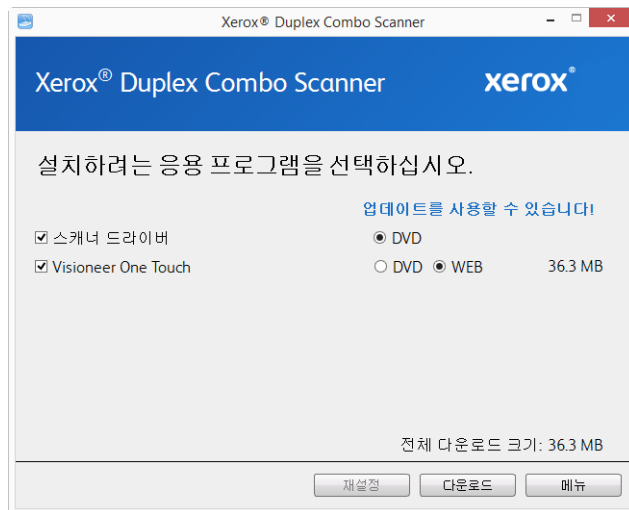 Xerox® Duplex Combo Scanner
Xerox® Duplex Combo Scanner xerox®
설치하려는 응용 프로그램을 선택하십시오.
업데이트를 사용할 수 있습니다!
스캐너 드라이버 DVD
Visioneer One Touch DVD WEB 36.3 MB
전체 다운로드 크기: 36.3 MB
재설정 다운로드 메뉴